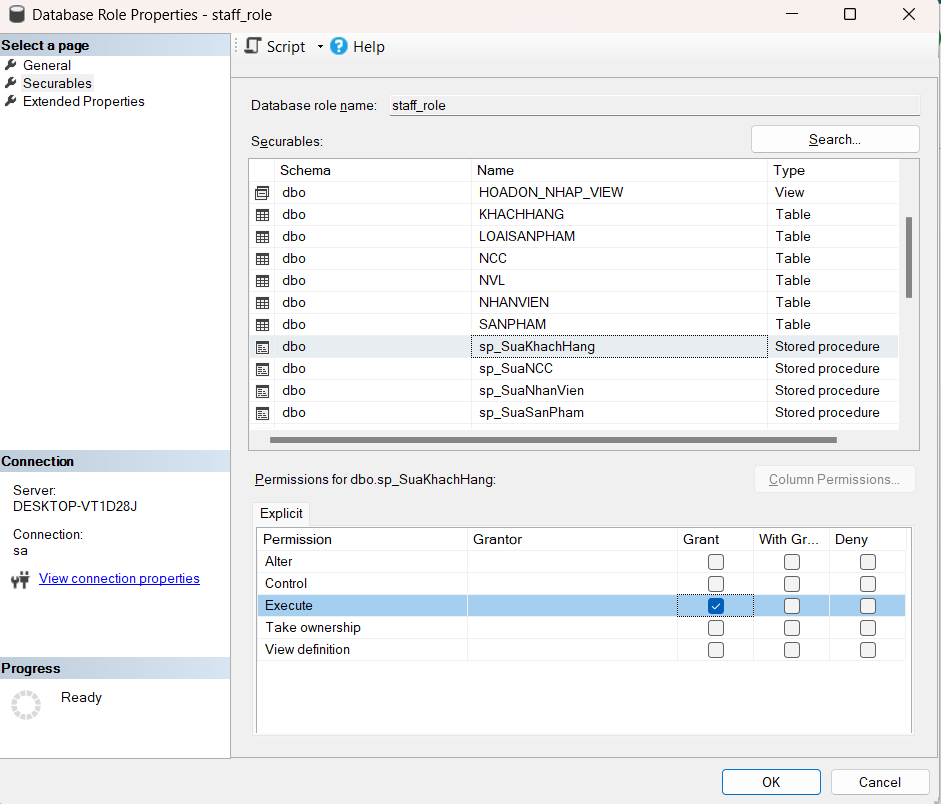 Database Role Properties - staff_role
Select a page
General
Securables
Extended Properties
Script
Help
Database role name: staff_role
Securables:
Search...
Schema Name Type
dbo HOADON_NHAP_VIEW View
dbo KHACHHANG Table
dbo LOAISANPHAM Table
dbo NCC Table
dbo NVL Table
dbo NHANVIEN Table
dbo SANPHAM Table
dbo sp_SuaKhachHang Stored procedure
dbo sp_SuaNCC Stored procedure
dbo sp_SuaNhanVien Stored procedure
dbo sp_SuaSanPham Stored procedure
Connection
Server:
DESKTOP-VT1D28J
Connection:
sa
View connection properties
Progress
Ready
Permissions for dbo.sp_SuaKhachHang:
Column Permissions...
Explicit
Permission Grantor Grant With Gr... Deny
Alter
Control
Execute
Take ownership
View definition
OK Cancel